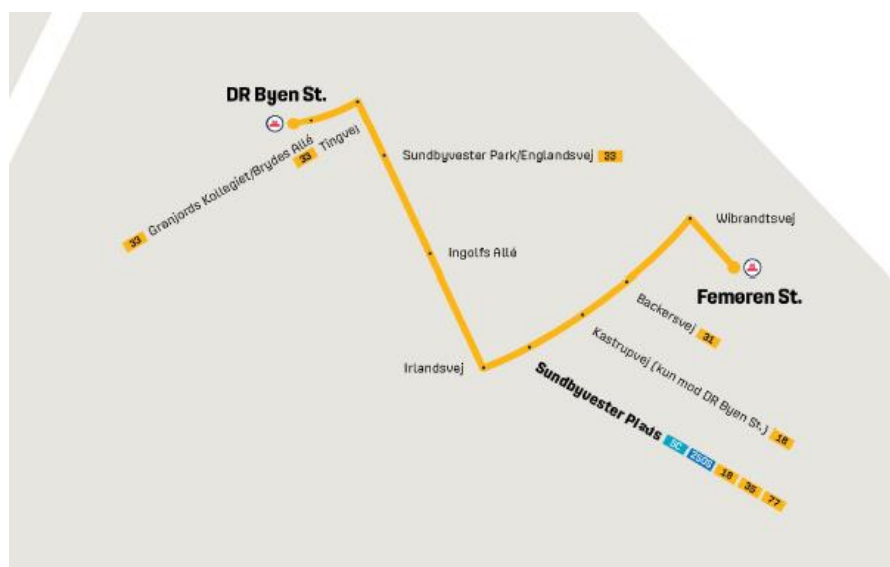 DR Byen St.
33 Grønjords Kollegiet/Brydes Allé
33 Tingvej
Sundbyvester Park/Englandsvej 33
Ingolfs Allé
Irlandsvej
Sundbyvester Plads 5C 250S 18 35 77
Kastrupvej (kun mod DR Byen St.) 18
Backersvej 31
Wibrandtsvej
Femøren St.